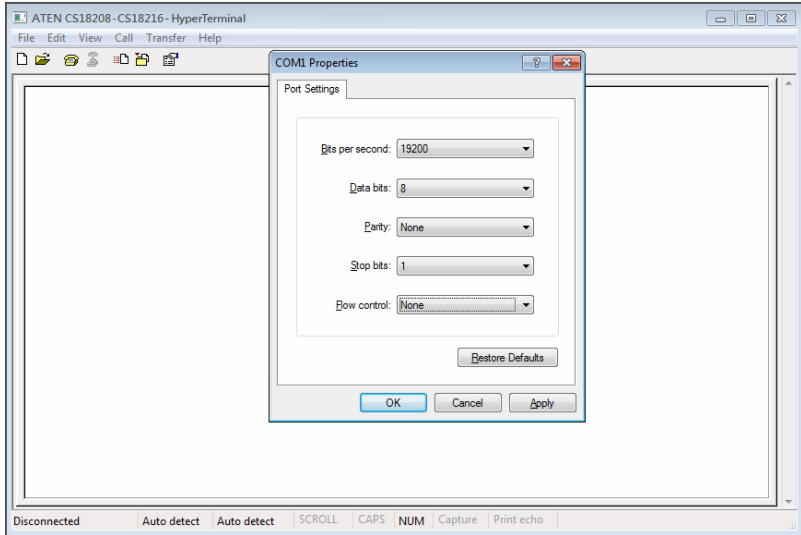 ATEN CS18208-CS18216 - HyperTerminal
File Edit View Call Transfer Help
COM1 Properties
Port Settings
Bits per second: 19200
Data bits: 8
Parity: None
Stop bits: 1
Flow control: None
Restore Defaults
OK Cancel Apply
Disconnected Auto detect Auto detect SCROLL CAPS NUM Capture Print echo